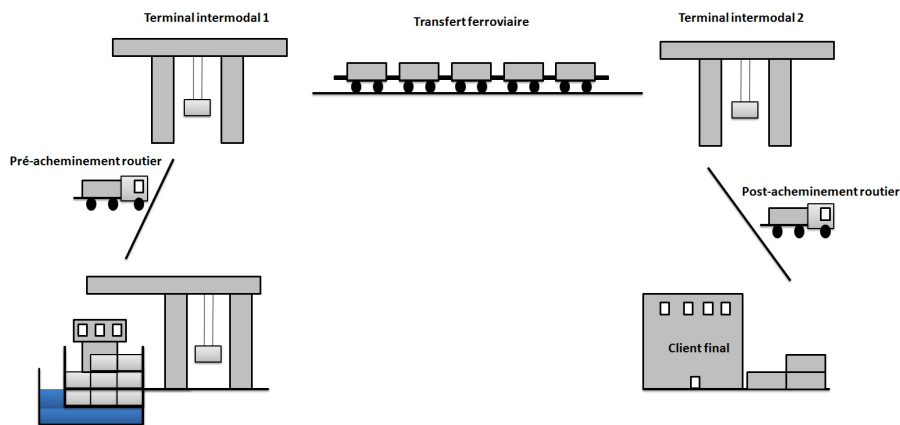 Terminal intermodal 1
Transfert ferroviaire
Terminal intermodal 2
Pré-acheminement routier
Post-acheminement routier
Client final